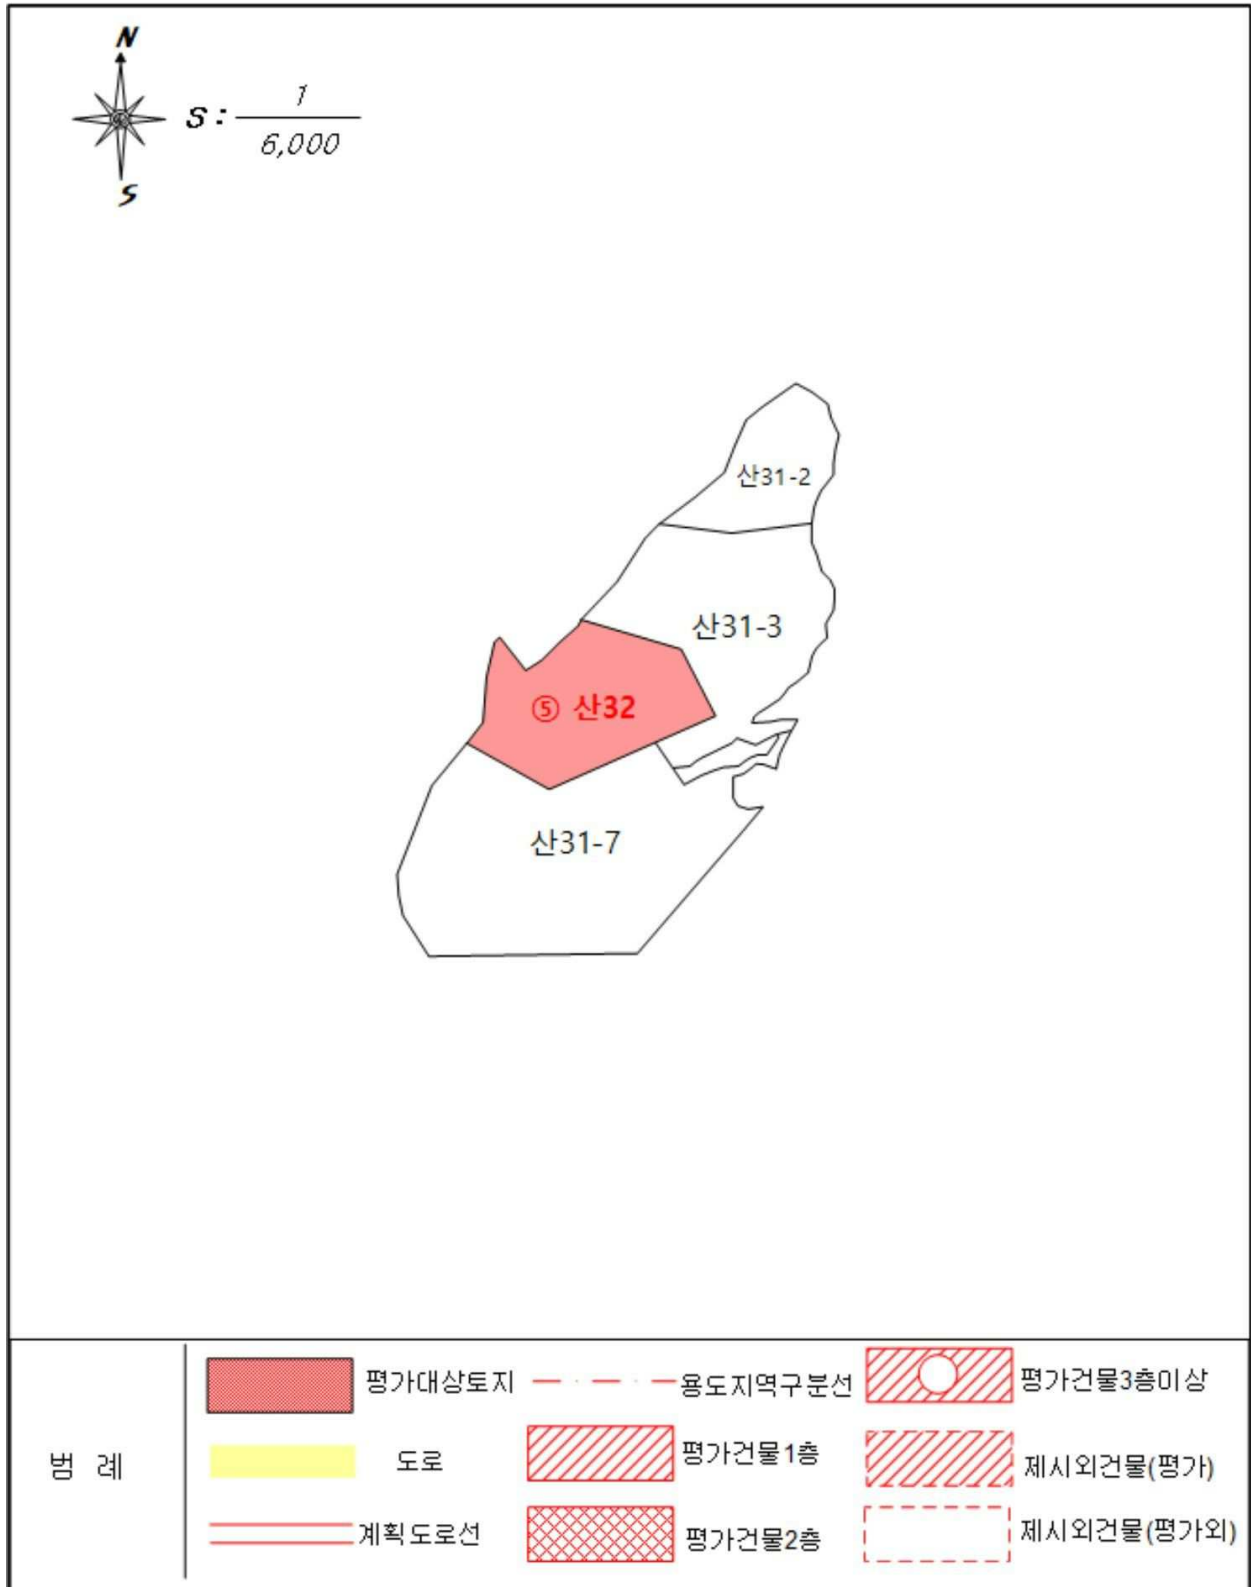 N
S : 1
6,000
S
산31-2
산31-3
⑤ 산32
산31-7
범 례
평가대상토지
용도지역구분선
평가건물3층이상
도로
평가건물1층
제시외건물(평가)
계획도로선
평가건물2층
제시외건물(평가외)